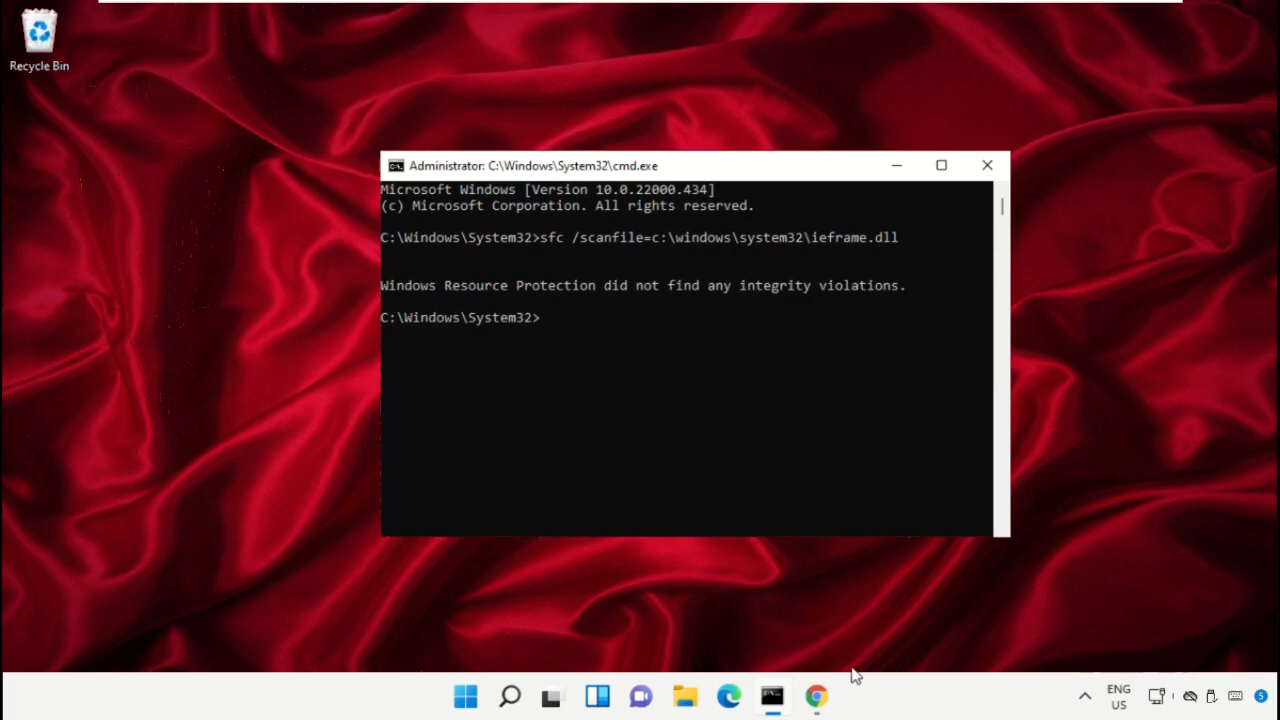 Recycle Bin
Administrator: C:\Windows\System32\cmd.exe
Microsoft Windows [Version 10.0.22000.434]
(c) Microsoft Corporation. All rights reserved.
C:\Windows\System32>sfc /scanfile=c:\windows\system32\ieframe.dll
Windows Resource Protection did not find any integrity violations.
C:\Windows\System32>
ENG
US
5